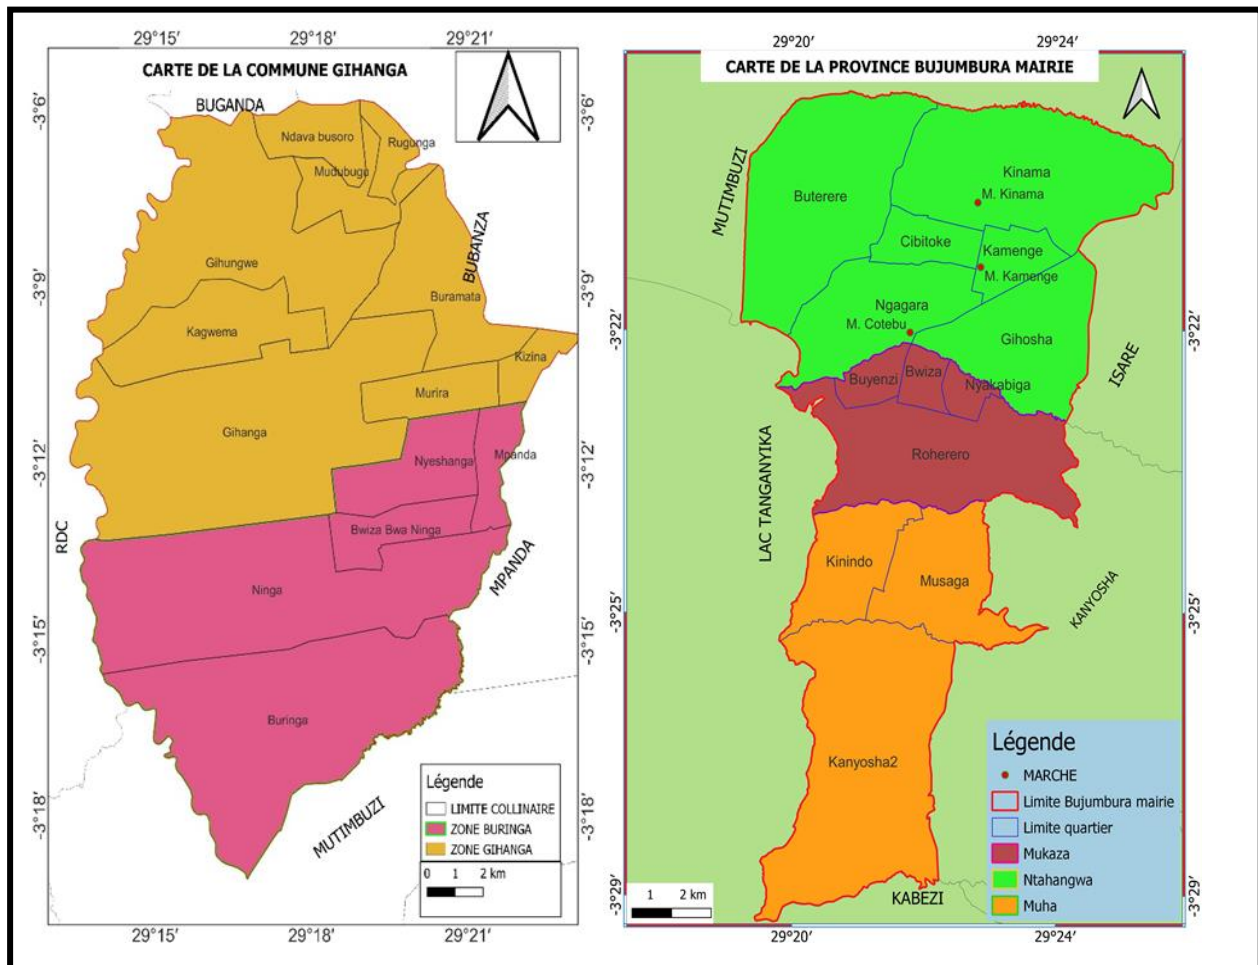 29°15'
29°18'
29°21'
CARTE DE LA COMMUNE GIHANGA
-3°6'
-3°6'
BUGANDA
Ndava busoro
Rugunga
Mudubugu
BUBANZA
Gihungwe
-3°9'
-3°9'
Buramata
Kagwema
Kizina
Murira
Gihanga
-3°12'
-3°12'
Nyeshanga
Mpanda
RDC
Bwiza Bwa Ninga
MPANDA
Ninga
-3°15'
-3°15'
Buringa
-3°18'
-3°18'
MUTIMBUZI
Légende
LIMITE COLLINAIRE
ZONE BURINGA
ZONE GIHANGA
0 1 2 km
29°15'
29°18'
29°21'
29°20'
29°24'
CARTE DE LA PROVINCE BUJUMBURA MAIRIE
MUTIMBUZI
Kinama
Buterere
M. Kinama
Cibitoke
Kamenge
M. Kamenge
Ngagara
M. Cotebu
-3°22'
-3°22'
Gihosha
ISARE
Buyenzi
Bwiza
Nyakabiga
Roherero
LAC TANGANYIKA
Kinindo
Musaga
KANYOSHA
-3°25'
-3°25'
Kanyosha2
Légende
MARCHE
Limite Bujumbura mairie
Limite quartier
Mukaza
Ntahangwa
Muha
KABEZI
1 2 km
-3°29'
-3°29'
29°20'
29°24'